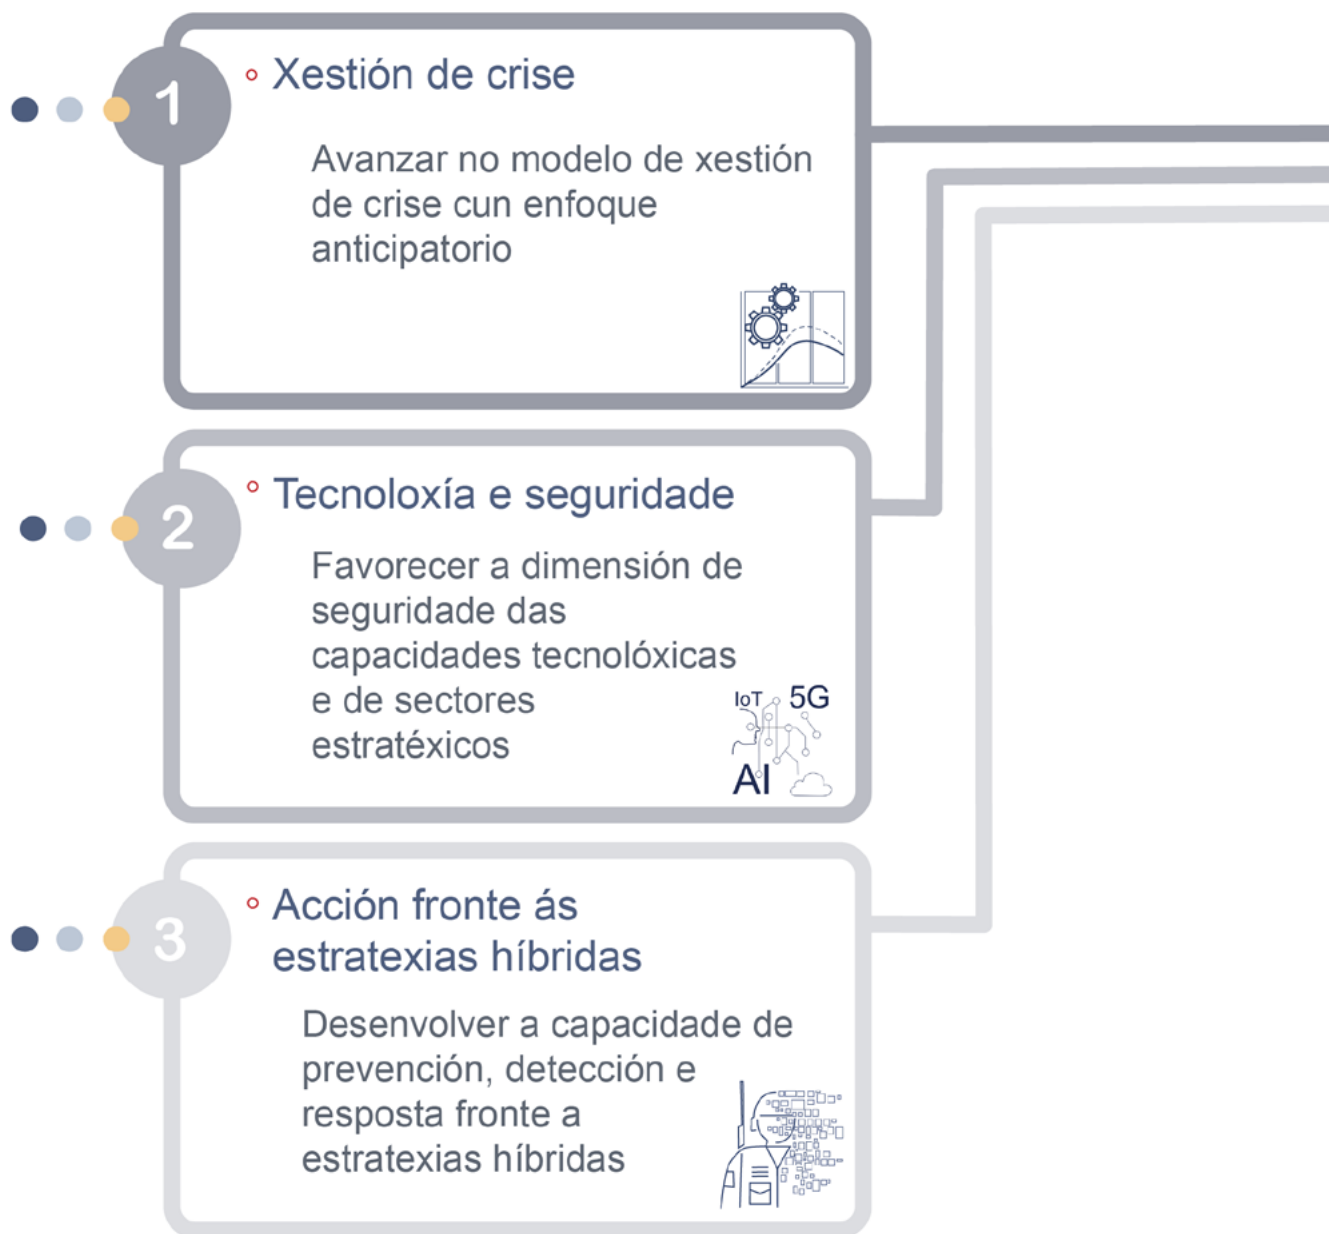 1
Xestión de crise
Avanzar no modelo de xestión
de crise cun enfoque
anticipatorio
2
Tecnoloxía e seguridade
Favorecer a dimensión de
seguridade das
capacidades tecnolóxicas
e de sectores
estratéxicos
IoT 5G
AI
3
Acción fronte ás
estratexias híbridas
Desenvolver a capacidade de
prevención, detección e
resposta fronte a
estratexias híbridas